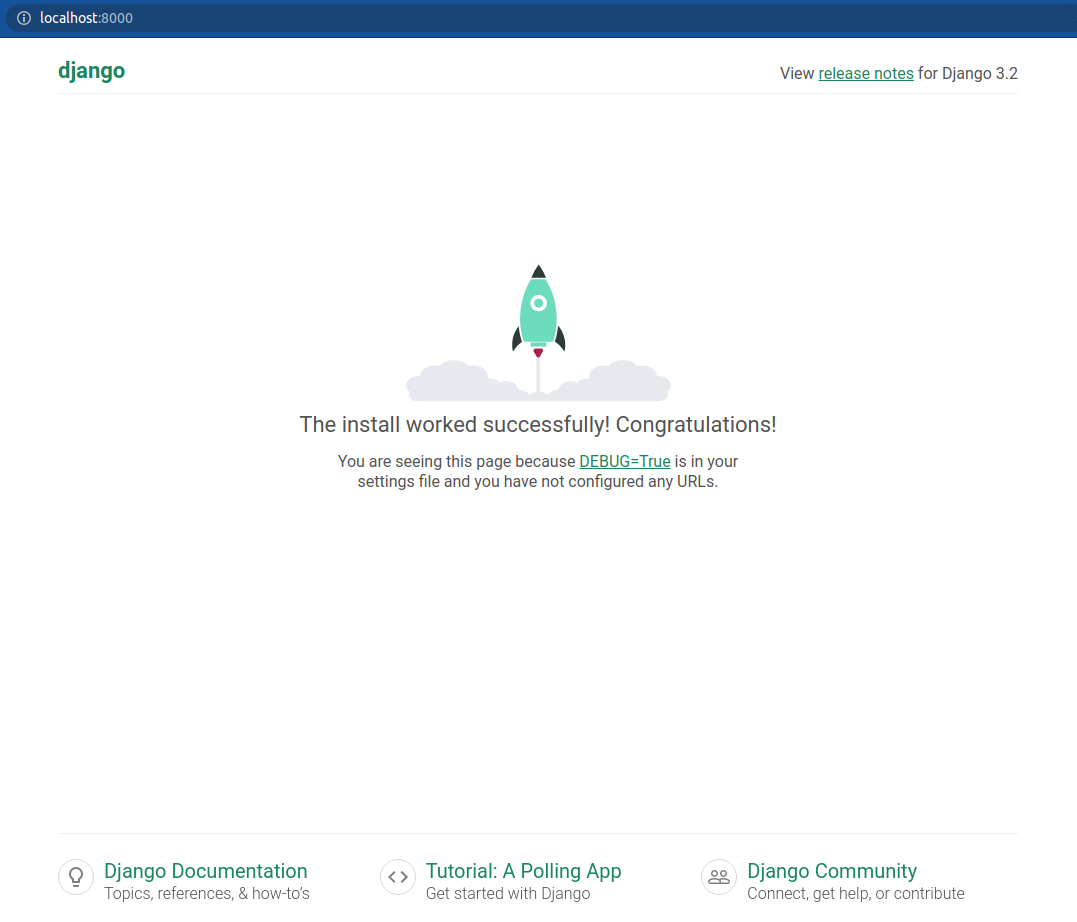 localhost:8000
django
View release notes for Django 3.2
The install worked successfully! Congratulations!
You are seeing this page because DEBUG=True is in your
settings file and you have not configured any URLs.
Django Documentation
Topics, references, & how-to’s
Tutorial: A Polling App
Get started with Django
Django Community
Connect, get help, or contribute